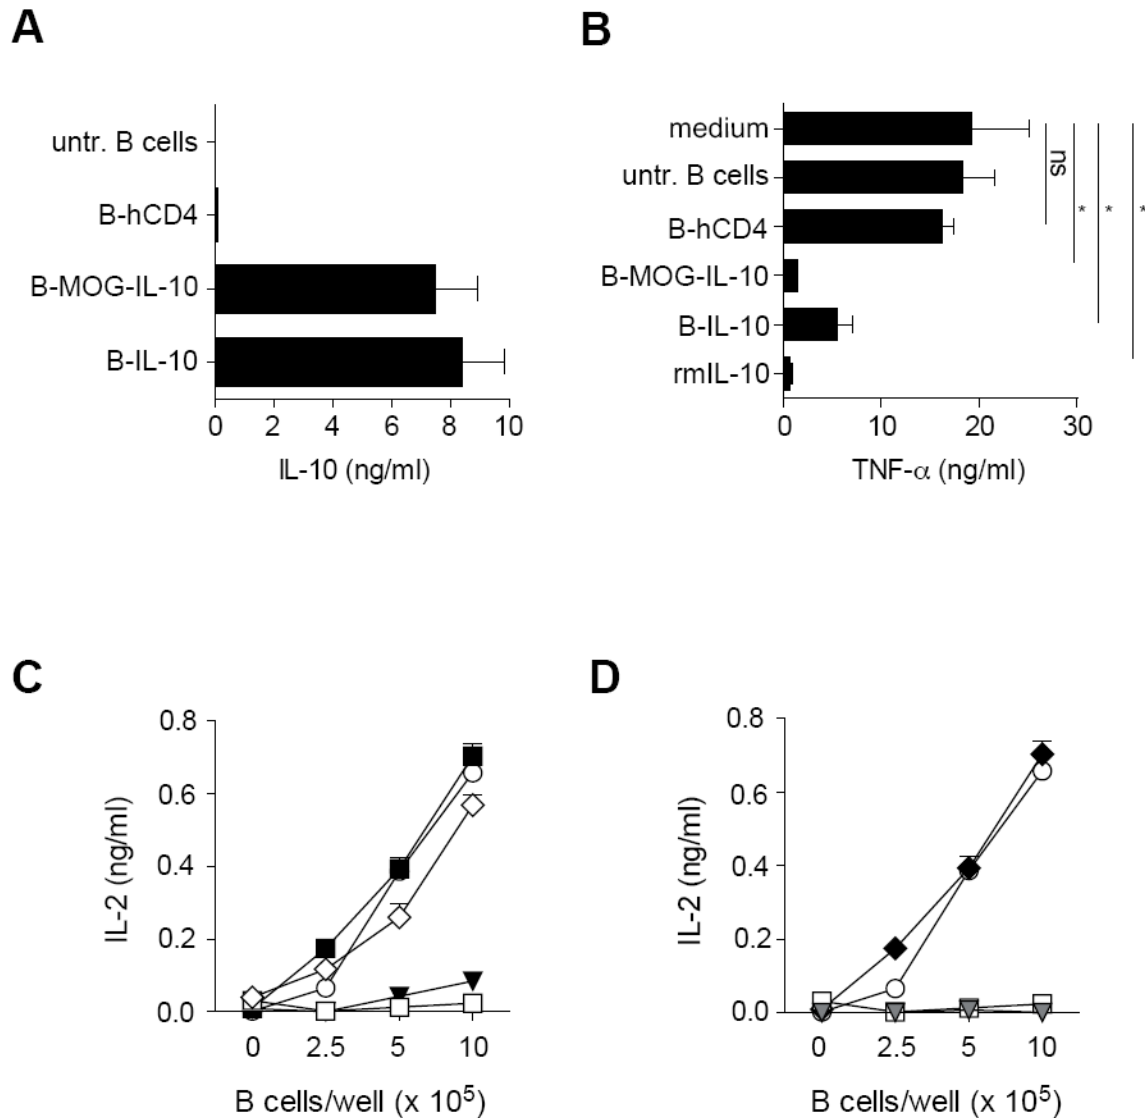 A
B
untr. B cells
B-hCD4
B-MOG-IL-10
B-IL-10
0 2 4 6 8 10
IL-10 (ng/ml)
medium
untr. B cells
B-hCD4
B-MOG-IL-10
B-IL-10
rmIL-10
ns
* * *
0 10 20 30
TNF-α (ng/ml)
C
D
0.8
0.6
0.4
0.2
0.0
IL-2 (ng/ml)
0 2.5 5 10
B cells/well (x 10⁵)
0.8
0.6
0.4
0.2
0.0
IL-2 (ng/ml)
0 2.5 5 10
B cells/well (x 10⁵)